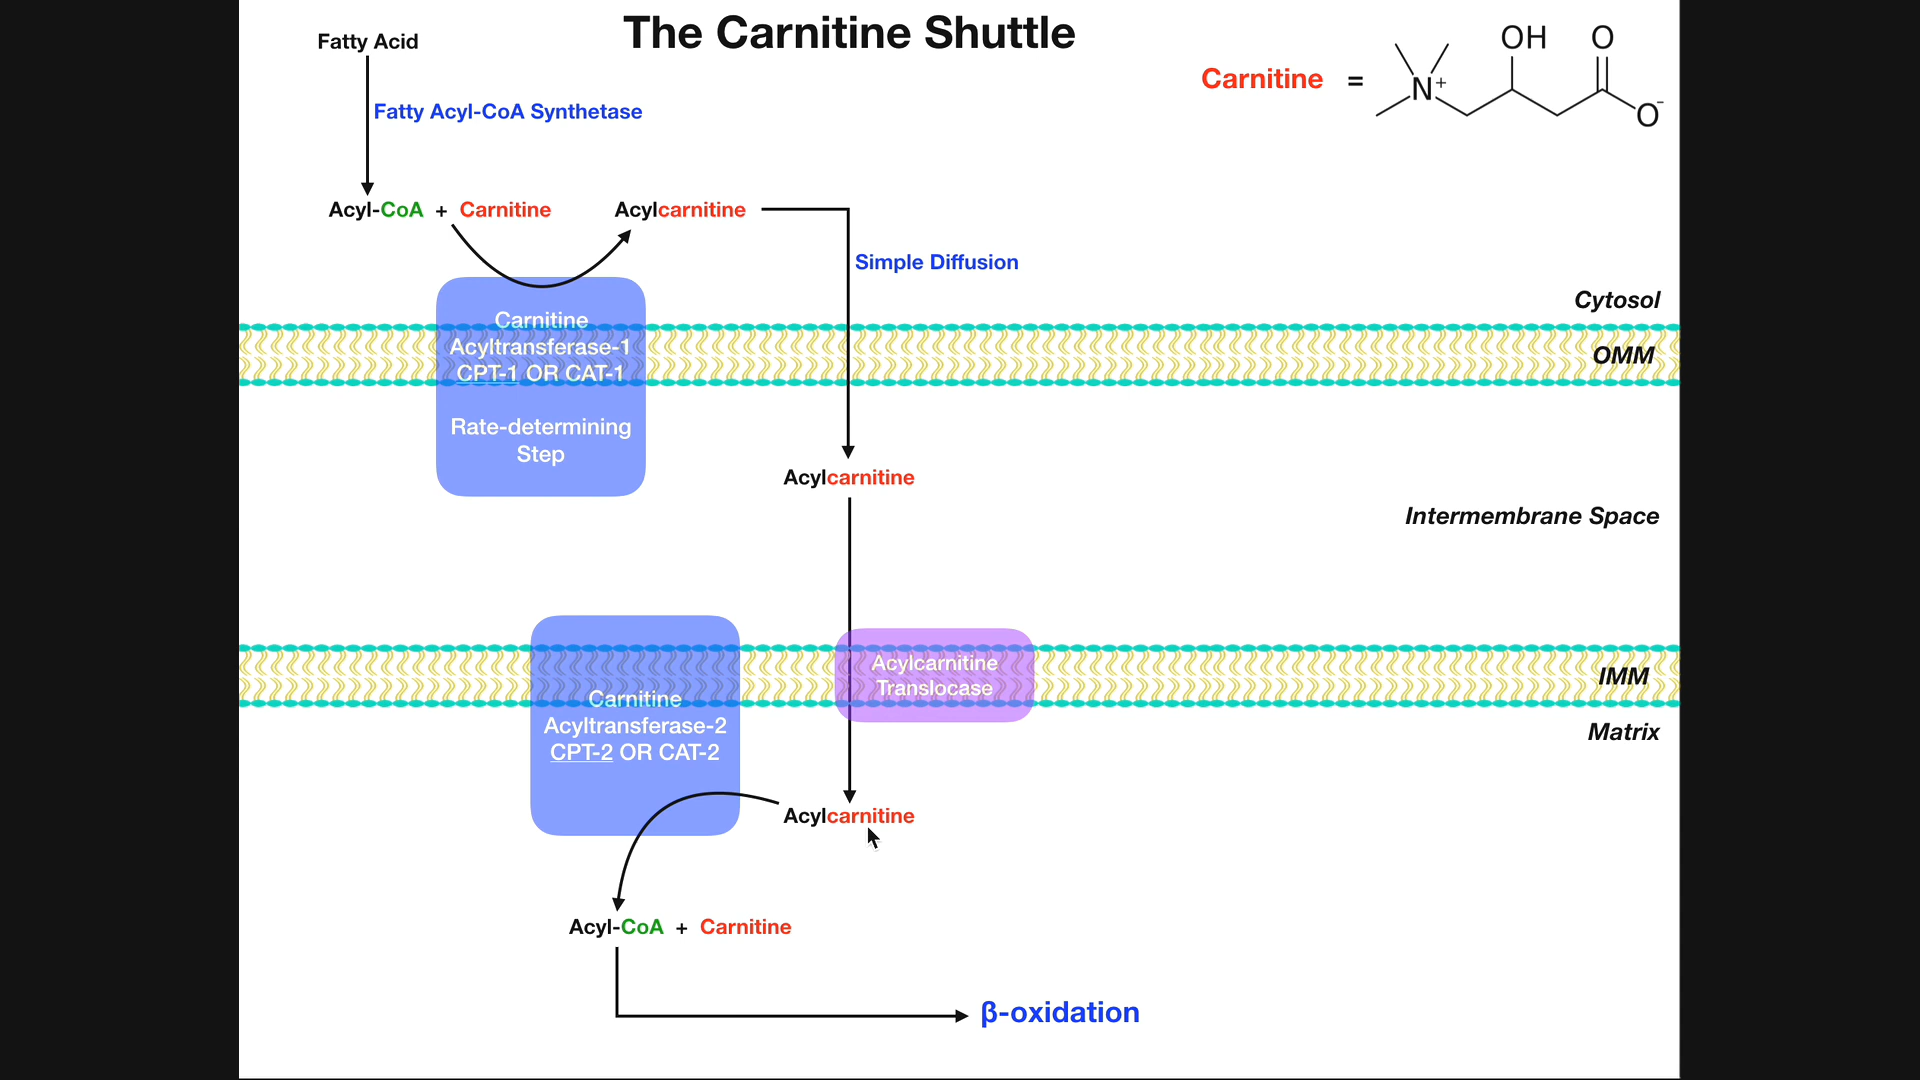 The Carnitine Shuttle
Fatty Acid
Fatty Acyl-CoA Synthetase
Carnitine =
OH
O
N+
O-
Acyl-CoA + Carnitine
Acylcarnitine
Simple Diffusion
Cytosol
Carnitine
Acyltransferase-1
CPT-1 OR CAT-1
Rate-determining
Step
OMM
Acylcarnitine
Intermembrane Space
Acylcarnitine
Translocase
IMM
Carnitine
Acyltransferase-2
CPT-2 OR CAT-2
Matrix
Acylcarnitine
Acyl-CoA + Carnitine
β-oxidation